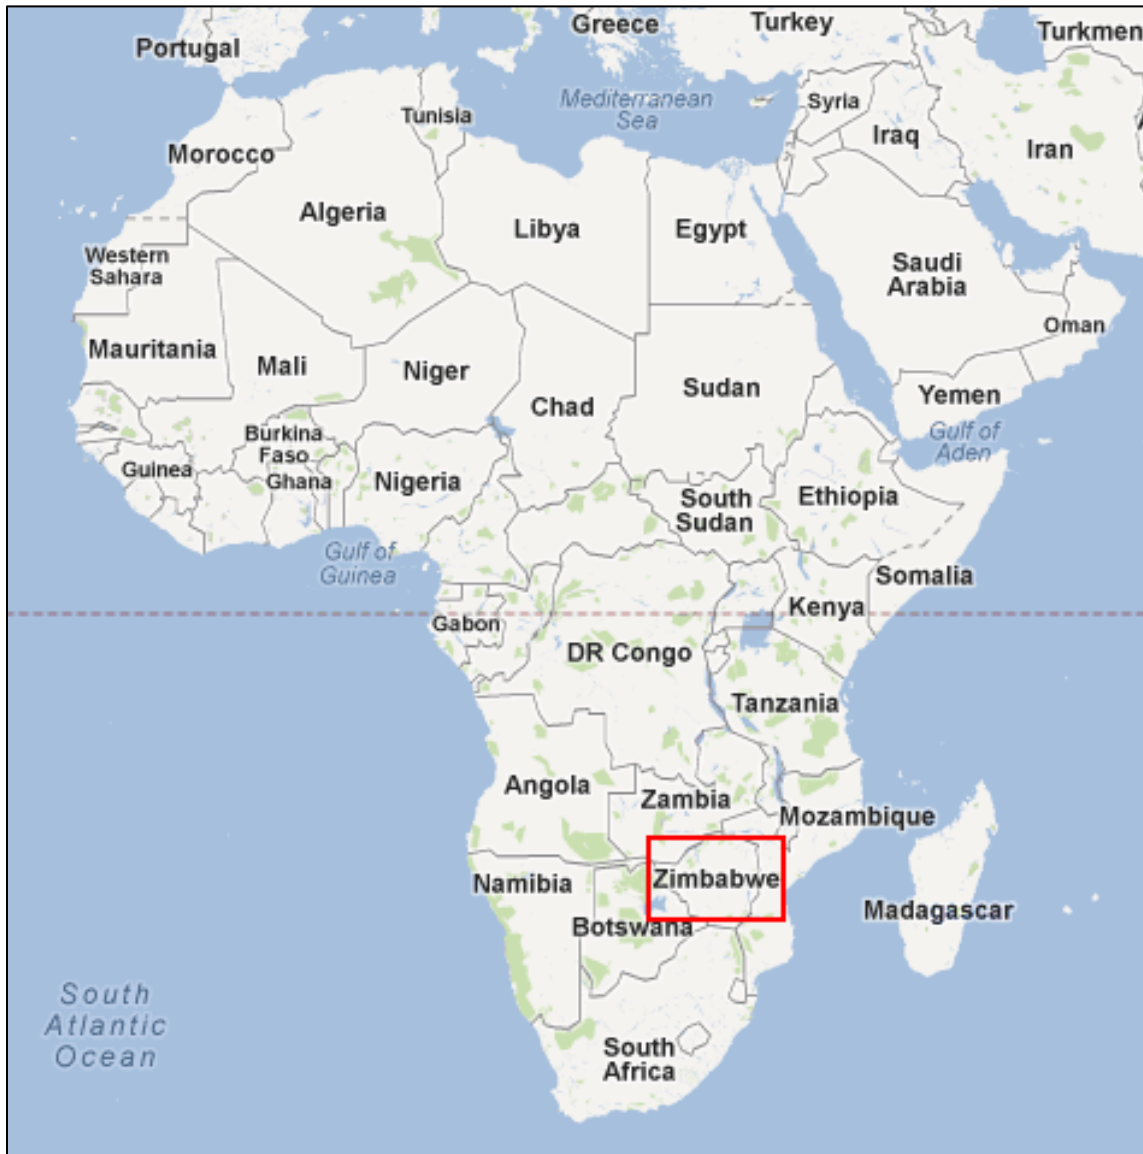 Greece
Turkey
Portugal
Turkmen
Mediterranean
Sea
Syria
Tunisia
Iraq
Iran
Morocco
Algeria
Libya
Egypt
Western
Sahara
Saudi
Arabia
Oman
Mauritania
Mali
Niger
Chad
Sudan
Yemen
Gulf of
Aden
Burkina
Faso
Guinea
Ghana
Nigeria
South
Sudan
Ethiopia
Gulf of
Guinea
Somalia
Kenya
Gabon
DR Congo
Tanzania
Angola
Zambia
Mozambique
Namibia
Zimbabwe
Botswana
Madagascar
South
Atlantic
Ocean
South
Africa